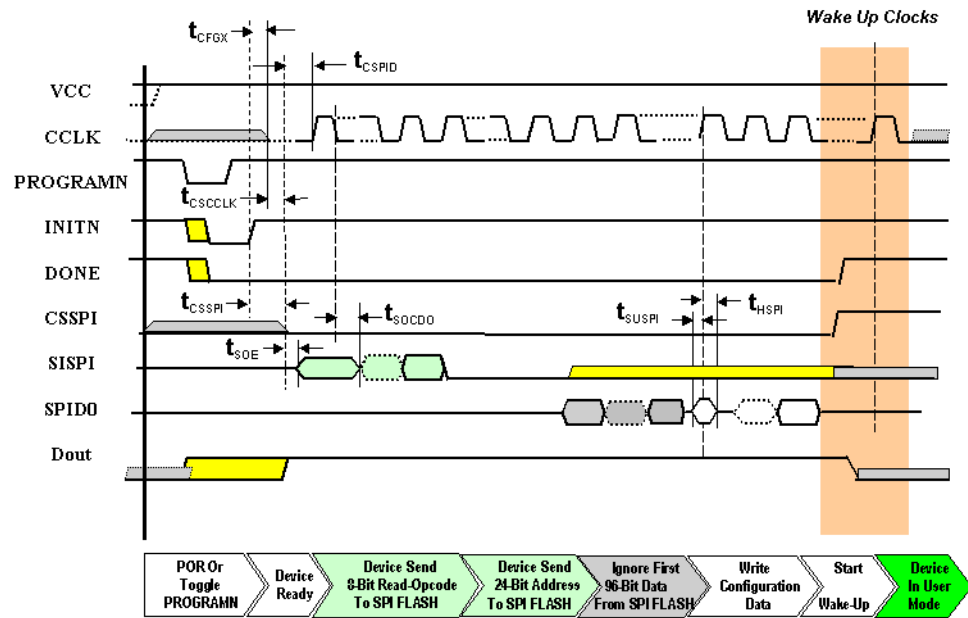 Wake Up Clocks
tCFGX
tCSPID
VCC
CCLK
PROGRAMN
tCSCCLK
INITN
DONE
tCSSPI
tSOCDO
tSUSPI
tHSPI
CSSPI
tSOE
SISPI
SPID0
Dout
POR Or
Toggle
PROGRAMN
Device
Ready
Device Send
8-Bit Read-Opcode
To SPI FLASH
Device Send
24-Bit Address
To SPI FLASH
Ignore First
96-Bit Data
From SPI FLASH
Write
Configuration
Data
Start
Wake-Up
Device
In User
Mode